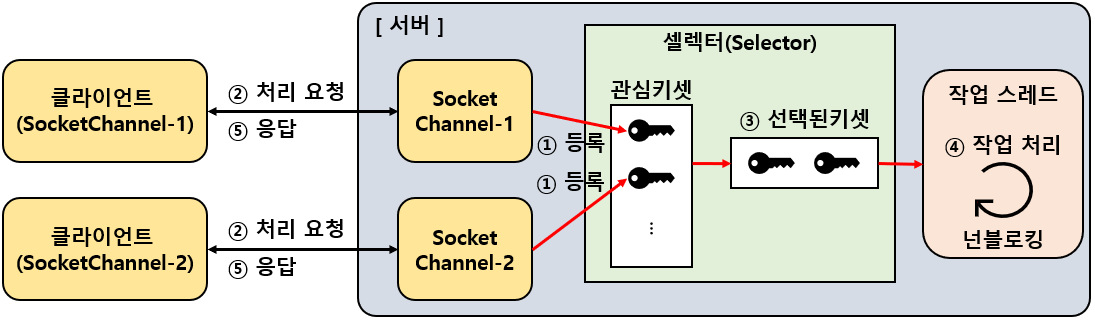 [ 서버 ]
셀렉터(Selector)
클라이언트
(SocketChannel-1)
② 처리 요청
⑤ 응답
Socket
Channel-1
① 등록
관심키셋
③ 선택된키셋
작업 스레드
④ 작업 처리
넌블로킹
클라이언트
(SocketChannel-2)
② 처리 요청
⑤ 응답
Socket
Channel-2
① 등록
⋮